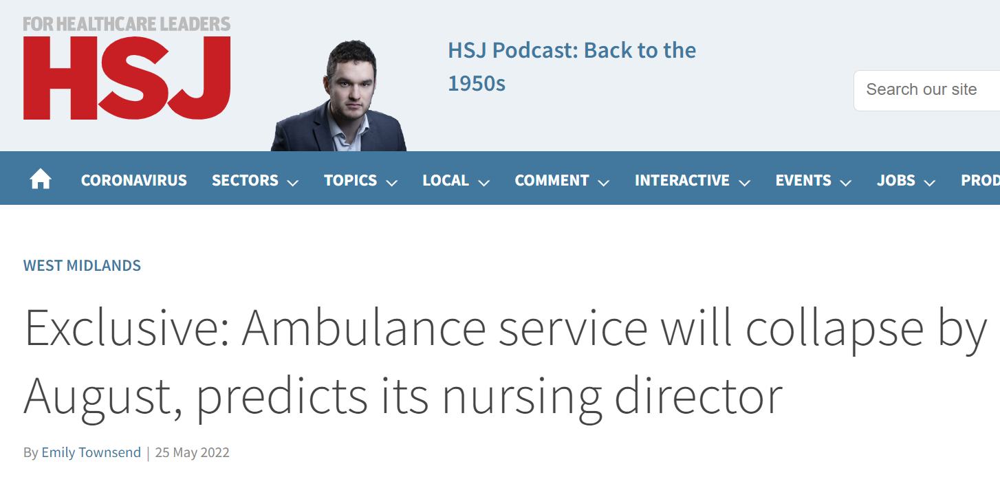 FOR HEALTHCARE LEADERS
HSJ
HSJ Podcast: Back to the
1950s
Search our site
CORONAVIRUS SECTORS TOPICS LOCAL COMMENT INTERACTIVE EVENTS JOBS PROD
WEST MIDLANDS
Exclusive: Ambulance service will collapse by
August, predicts its nursing director
By Emily Townsend | 25 May 2022